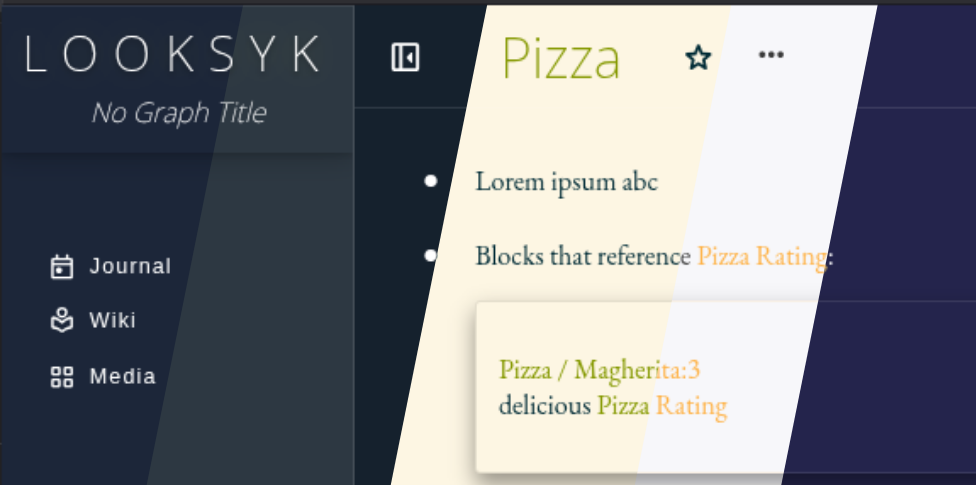 LOOKSYK
No Graph Title
Journal
Wiki
Media
Pizza
Lorem ipsum abc
Blocks that reference Pizza Rating:
Pizza / Magherita:3
delicious Pizza Rating